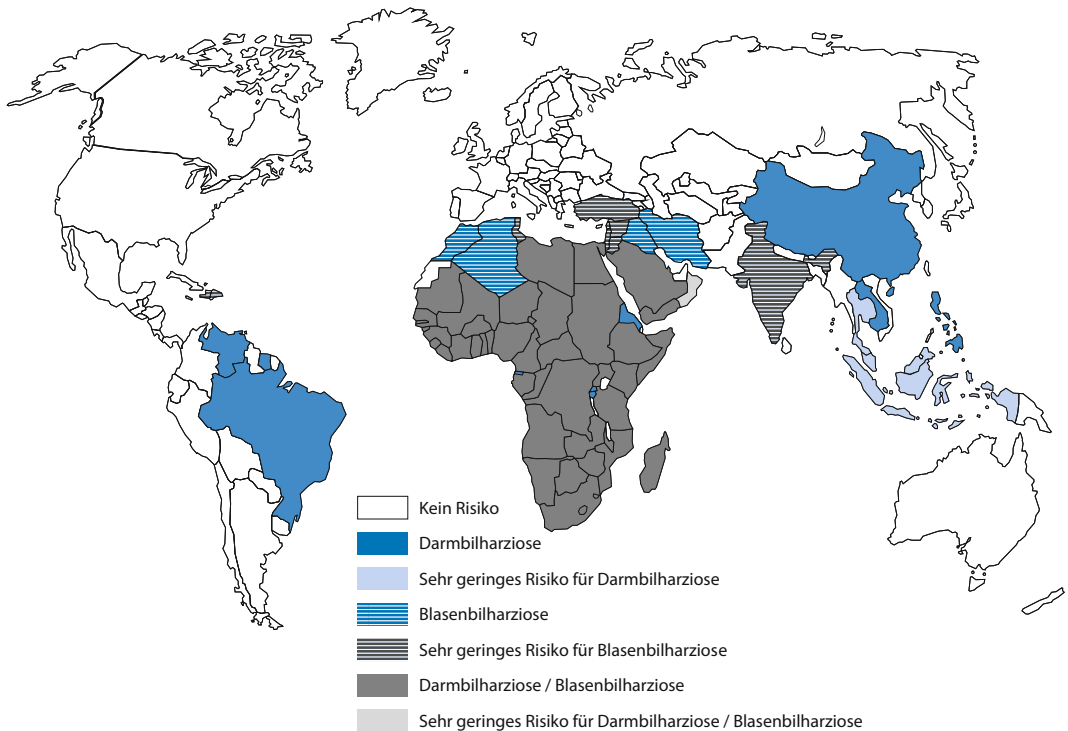 Kein Risiko
Darmbilharziose
Sehr geringes Risiko für Darmbilharziose
Blasenbilharziose
Sehr geringes Risiko für Blasenbilharziose
Darmbilharziose / Blasenbilharziose
Sehr geringes Risiko für Darmbilharziose / Blasenbilharziose